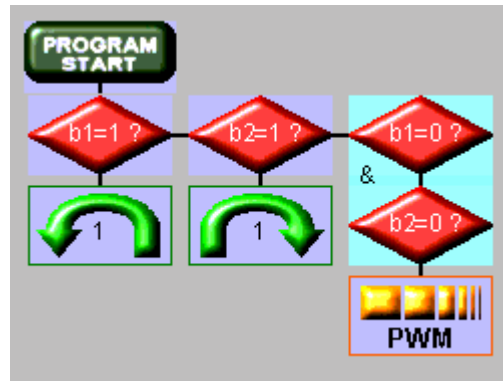 PROGRAM
START
b1=1 ?
b2=1 ?
b1=0 ?
&
b2=0 ?
1
1
PWM